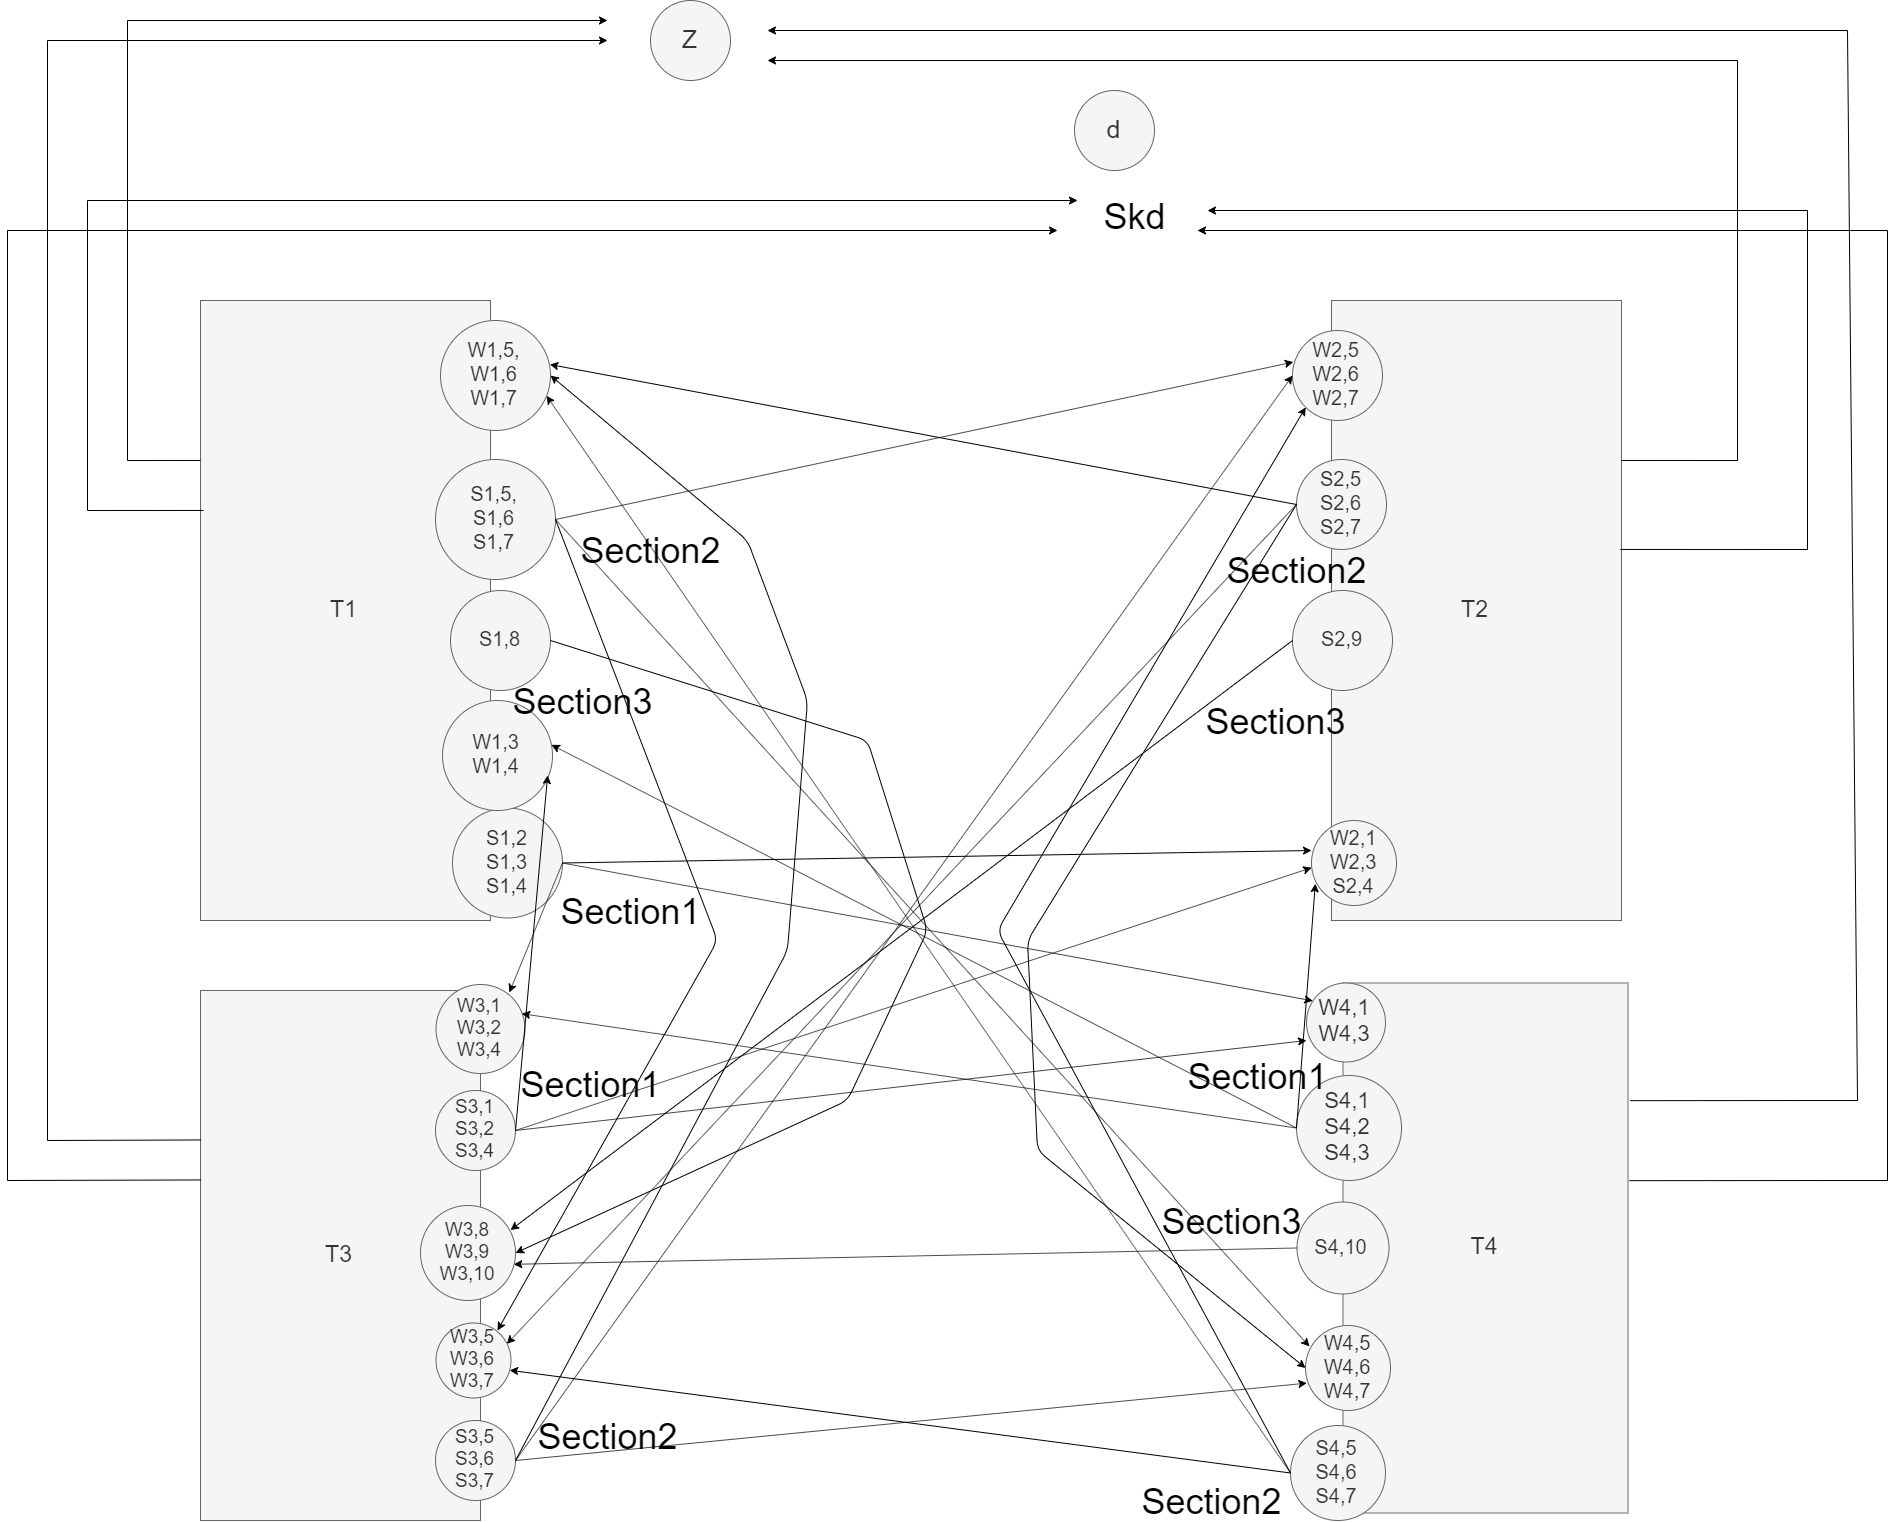 Z
d
Skd
W1,5,
W1,6
W1,7
W2,5
W2,6
W2,7
S1,5,
S1,6
S1,7
S2,5
S2,6
S2,7
Section2
Section2
T1
T2
S1,8
S2,9
Section3
Section3
W1,3
W1,4
S1,2
S1,3
S1,4
W2,1
W2,3
S2,4
Section1
W3,1
W3,2
W3,4
W4,1
W4,3
Section1
Section1
S3,1
S3,2
S3,4
S4,1
S4,2
S4,3
Section3
W3,8
W3,9
W3,10
T3
S4,10
T4
W3,5
W3,6
W3,7
W4,5
W4,6
W4,7
Section2
S3,5
S3,6
S3,7
S4,5
S4,6
S4,7
Section2